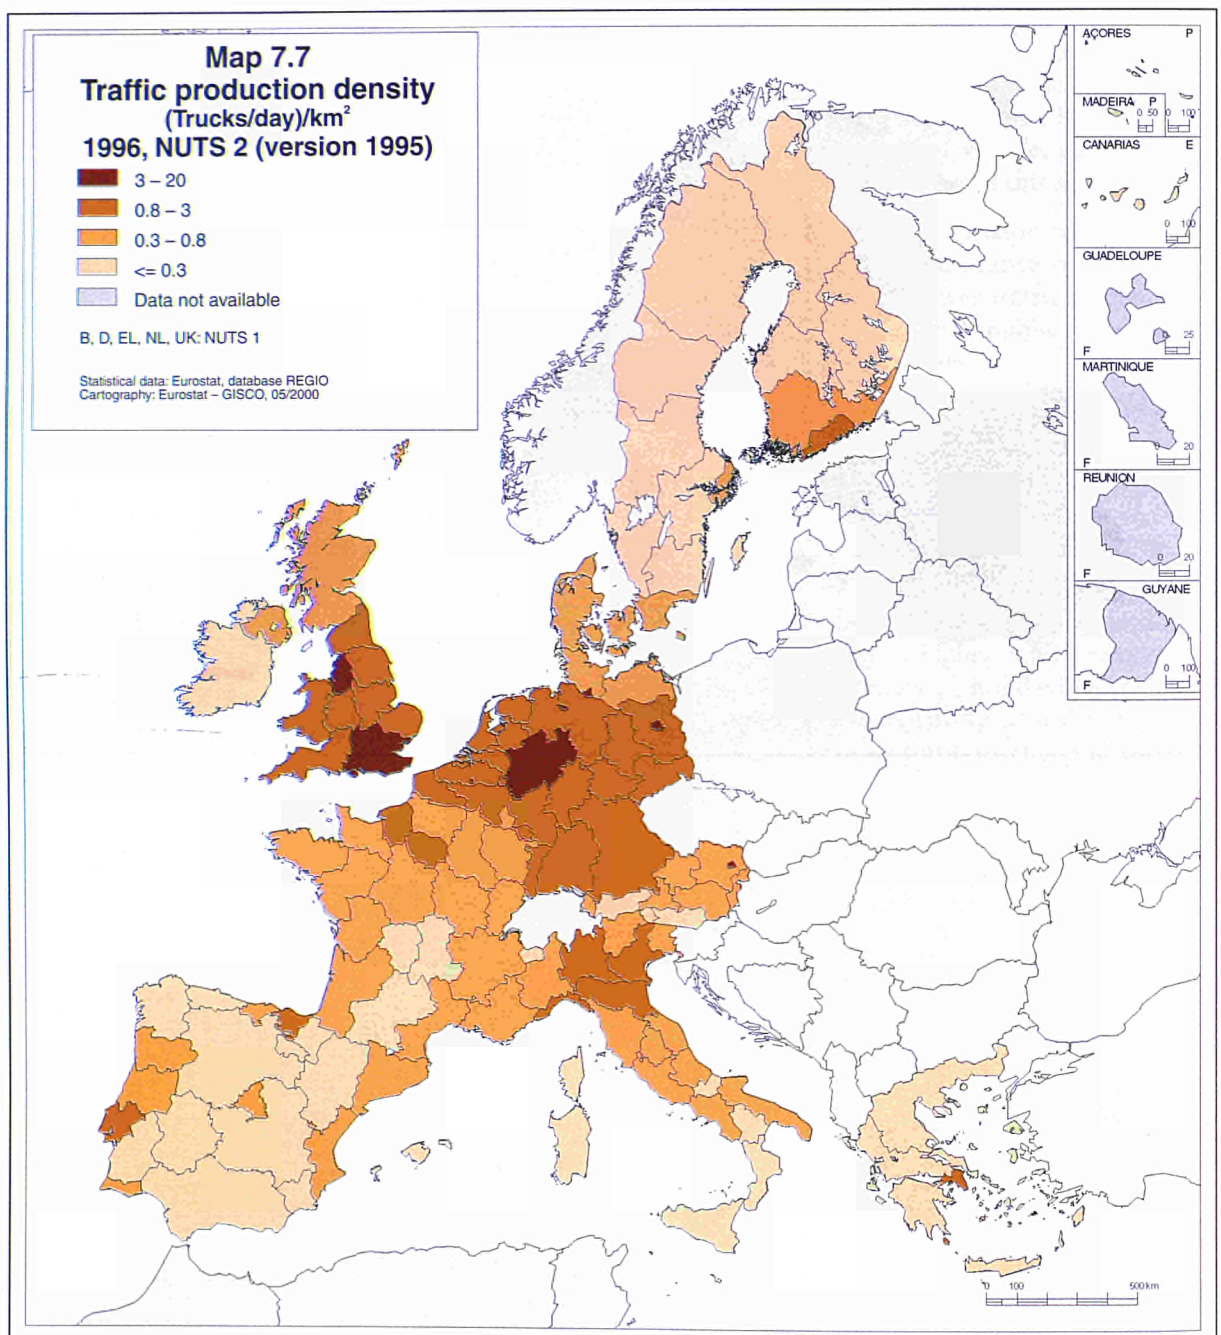 Map 7.7
Traffic production density
(Trucks/day)/km²
1996, NUTS 2 (version 1995)
3 – 20
0.8 – 3
0.3 – 0.8
<= 0.3
Data not available
B, D, EL, NL, UK: NUTS 1
Statistical data: Eurostat, database REGIO
Cartography: Eurostat – GISCO, 05/2000
AÇORES P
MADEIRA P
0 50 0 100
CANARIAS E
0 100
GUADELOUPE
25
F
MARTINIQUE
20
F
REUNION
0 20
F
GUYANE
0 100
F
0 100 500 km